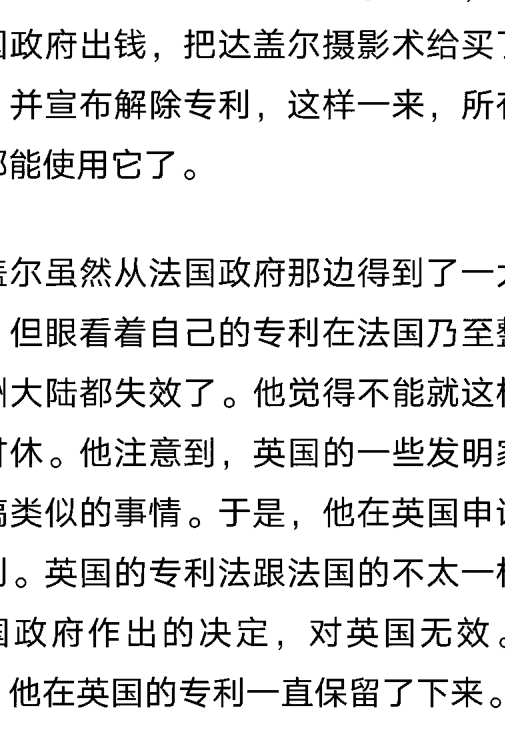 国政府出钱，把达盖尔摄影术给买了
，并宣布解除专利，这样一来，所有
都能使用它了。
盖尔虽然从法国政府那边得到了一大
，但眼看着自己的专利在法国乃至整
洲大陆都失效了。他觉得不能就这样
甘休。他注意到，英国的一些发明家
搞类似的事情。于是，他在英国申请
利。英国的专利法跟法国的不太一样
国政府作出的决定，对英国无效。
，他在英国的专利一直保留了下来。